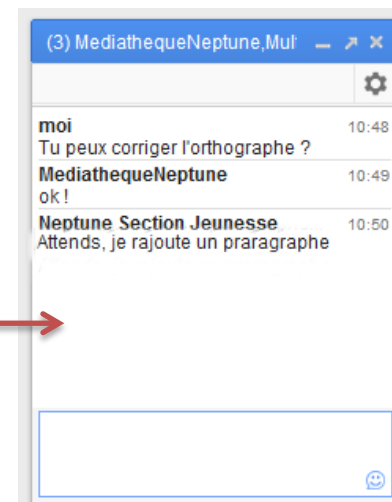 (3) MediathequeNeptune,Mul
moi 10:48
Tu peux corriger l'orthographe ?
MediathequeNeptune 10:49
ok !
Neptune Section Jeunesse 10:50
Attends, je rajoute un praragraphe